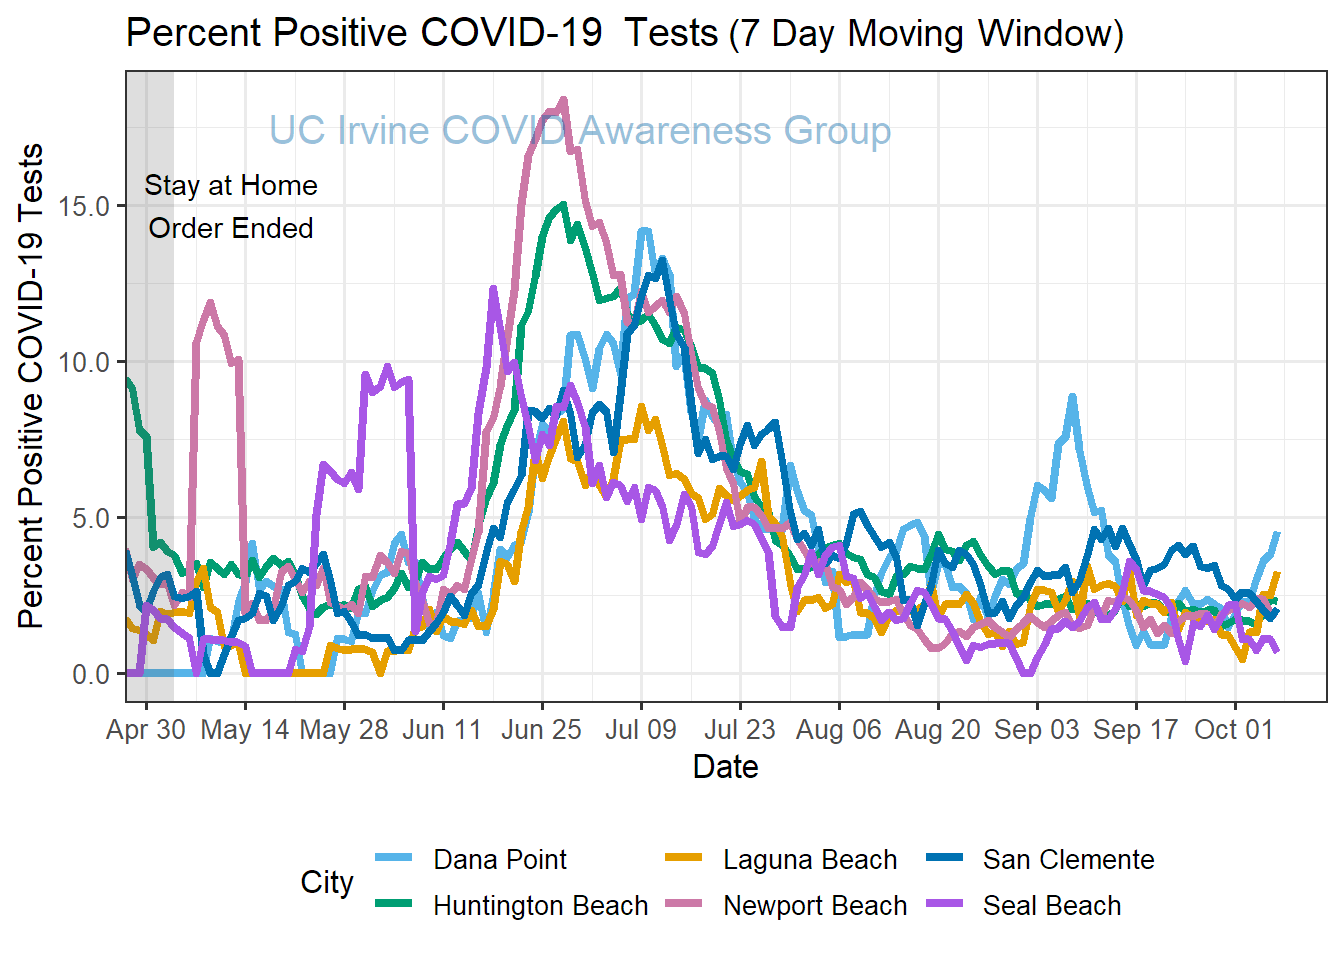 Percent Positive COVID-19  Tests (7 Day Moving Window)
UC Irvine COVID Awareness Group
Stay at Home
Order Ended
Percent Positive COVID-19 Tests
15.0
10.0
5.0
0.0
Apr 30 May 14 May 28 Jun 11 Jun 25 Jul 09 Jul 23 Aug 06 Aug 20 Sep 03 Sep 17 Oct 01
Date
City
Dana Point Laguna Beach San Clemente
Huntington Beach Newport Beach Seal Beach